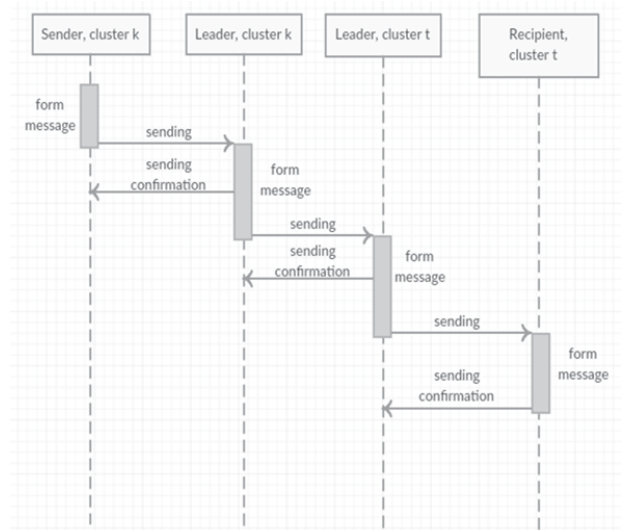 Sender, cluster k
Leader, cluster k
Leader, cluster t
Recipient,
cluster t
form
message
sending
sending
confirmation
form
message
sending
sending
confirmation
form
message
sending
form
message
sending
confirmation